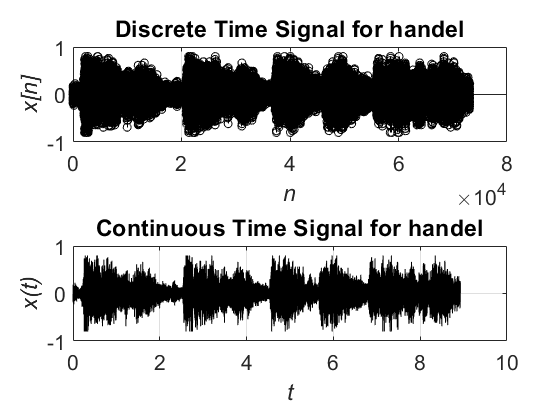 Discrete Time Signal for handel
1
0
-1
x[n]
0 2 4 6 8
×10^4
n
Continuous Time Signal for handel
1
0
-1
x(t)
0 2 4 6 8 10
t